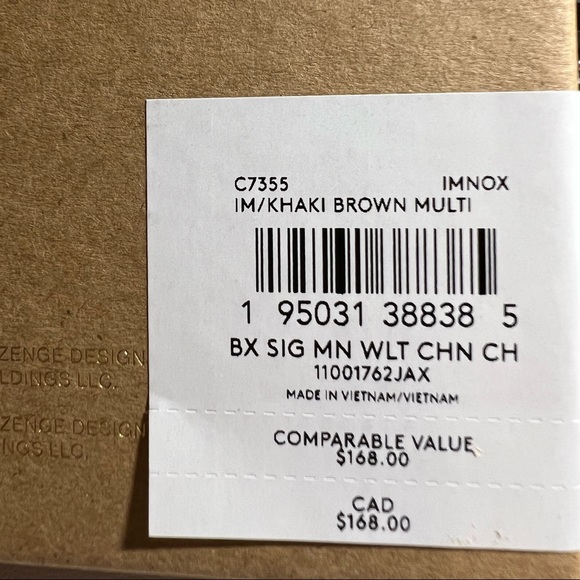 C7355 IMNOX
IM/KHAKI BROWN MULTI
1 95031 38838 5
BX SIG MN WLT CHN CH
11001762JAX
MADE IN VIETNAM/VIETNAM
COMPARABLE VALUE
$168.00
CAD
$168.00
ZENGE DESIGN
LDINGS LLC.
ZENGE DESIGN
NGS LLC.